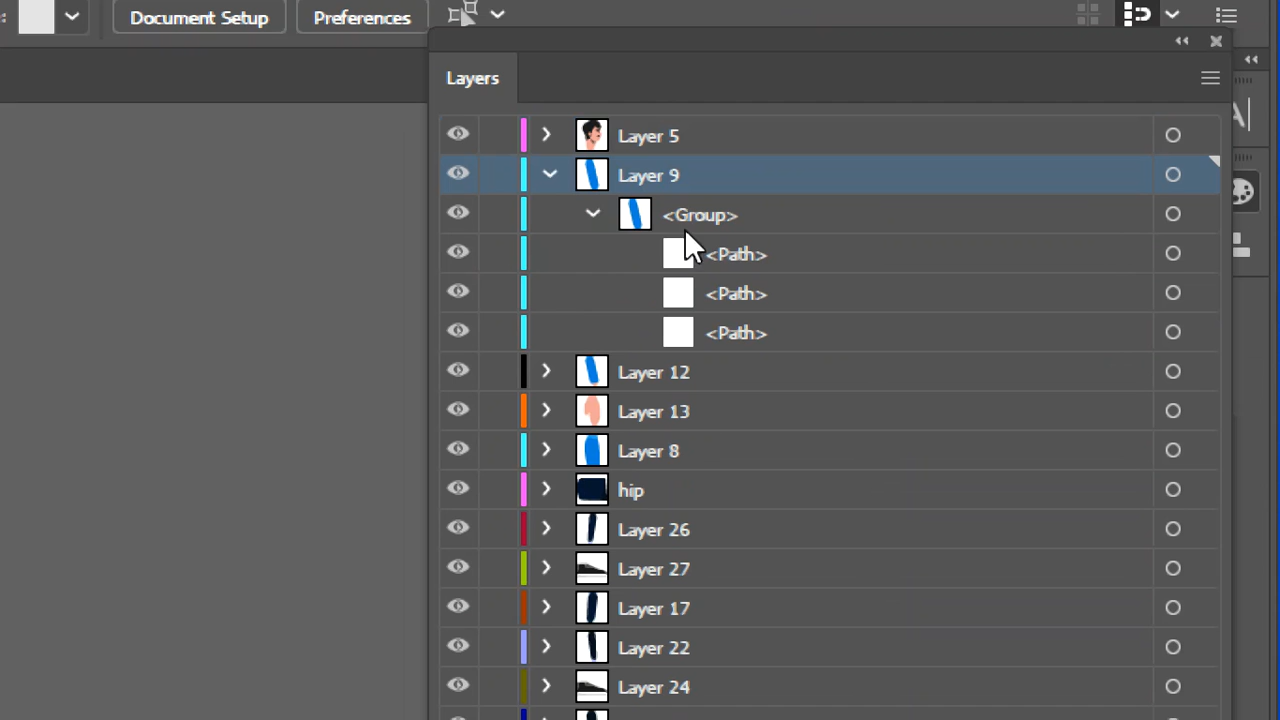 Document Setup Preferences
Layers
Layer 5
Layer 9
<Group>
<Path>
<Path>
<Path>
Layer 12
Layer 13
Layer 8
hip
Layer 26
Layer 27
Layer 17
Layer 22
Layer 24